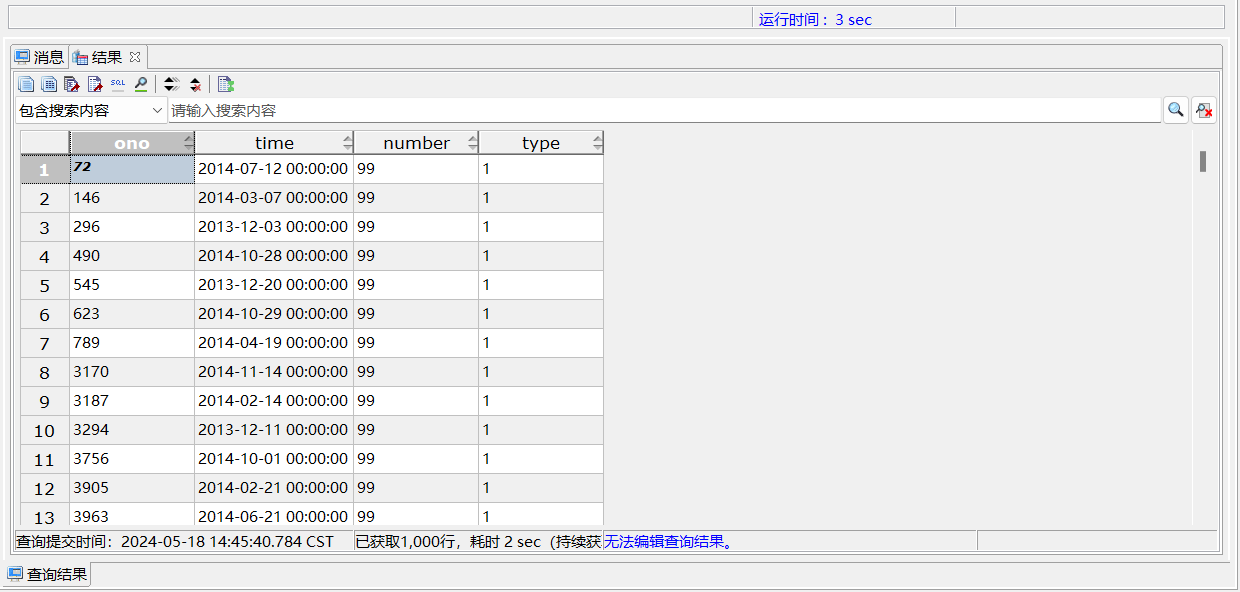 运行时间：3 sec
消息 结果
SQL
包含搜索内容 请输入搜索内容
ono time number type
1 72 2014-07-12 00:00:00 99 1
2 146 2014-03-07 00:00:00 99 1
3 296 2013-12-03 00:00:00 99 1
4 490 2014-10-28 00:00:00 99 1
5 545 2013-12-20 00:00:00 99 1
6 623 2014-10-29 00:00:00 99 1
7 789 2014-04-19 00:00:00 99 1
8 3170 2014-11-14 00:00:00 99 1
9 3187 2014-02-14 00:00:00 99 1
10 3294 2013-12-11 00:00:00 99 1
11 3756 2014-10-01 00:00:00 99 1
12 3905 2014-02-21 00:00:00 99 1
13 3963 2014-06-21 00:00:00 99 1
查询提交时间：2024-05-18 14:45:40.784 CST 已获取1,000行，耗时 2 sec（持续获 无法编辑查询结果。
查询结果